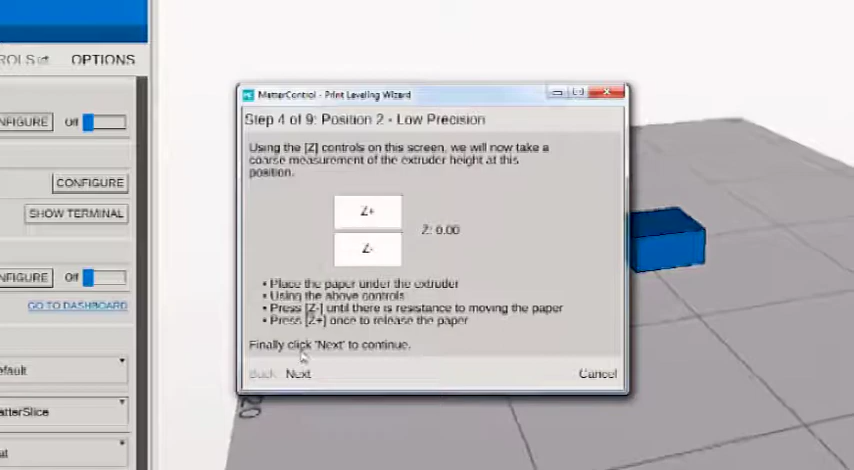 ROLS
OPTIONS
NFIGURE
Off
CONFIGURE
SHOW TERMINAL
NFIGURE
Off
GO TO DASHBOARD
efault
atterSlice
at
MatterControl - Print Leveling Wizard
Step 4 of 9: Position 2 - Low Precision
Using the [Z] controls on this screen, we will now take a
coarse measurement of the extruder height at this
position.
Z+
Z: 0.00
Z-
• Place the paper under the extruder
• Using the above controls
• Press [Z-] until there is resistance to moving the paper
• Press [Z+] once to release the paper
Finally click 'Next' to continue.
Back
Next
Cancel
20